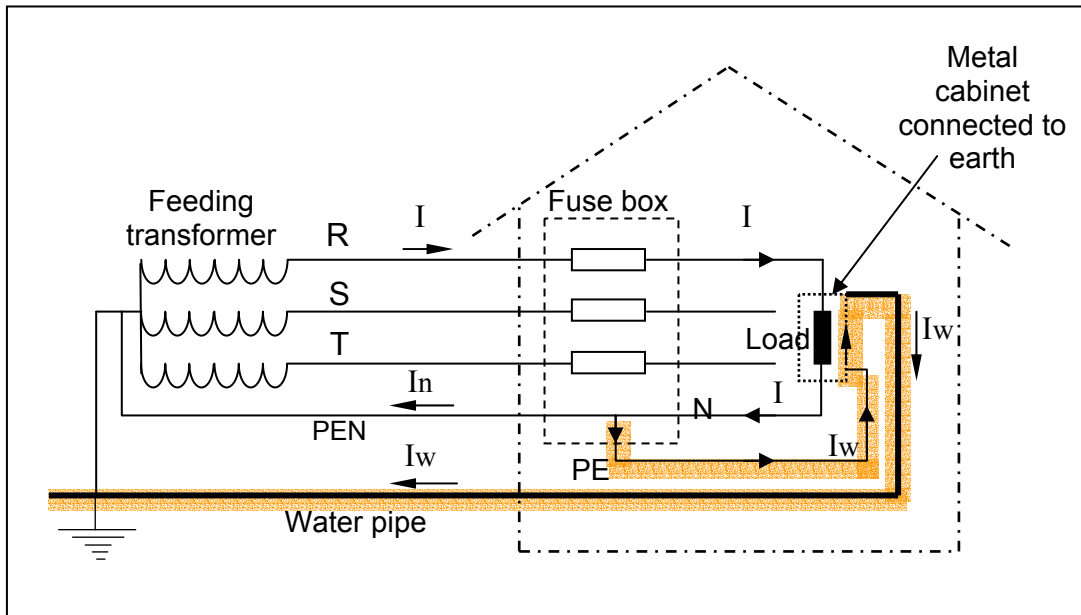 Metal
cabinet
connected to
earth
Feeding
transformer
Fuse box
R
I
I
S
Load
Iw
T
In
I
N
PEN
Iw
Iw
PE
Water pipe